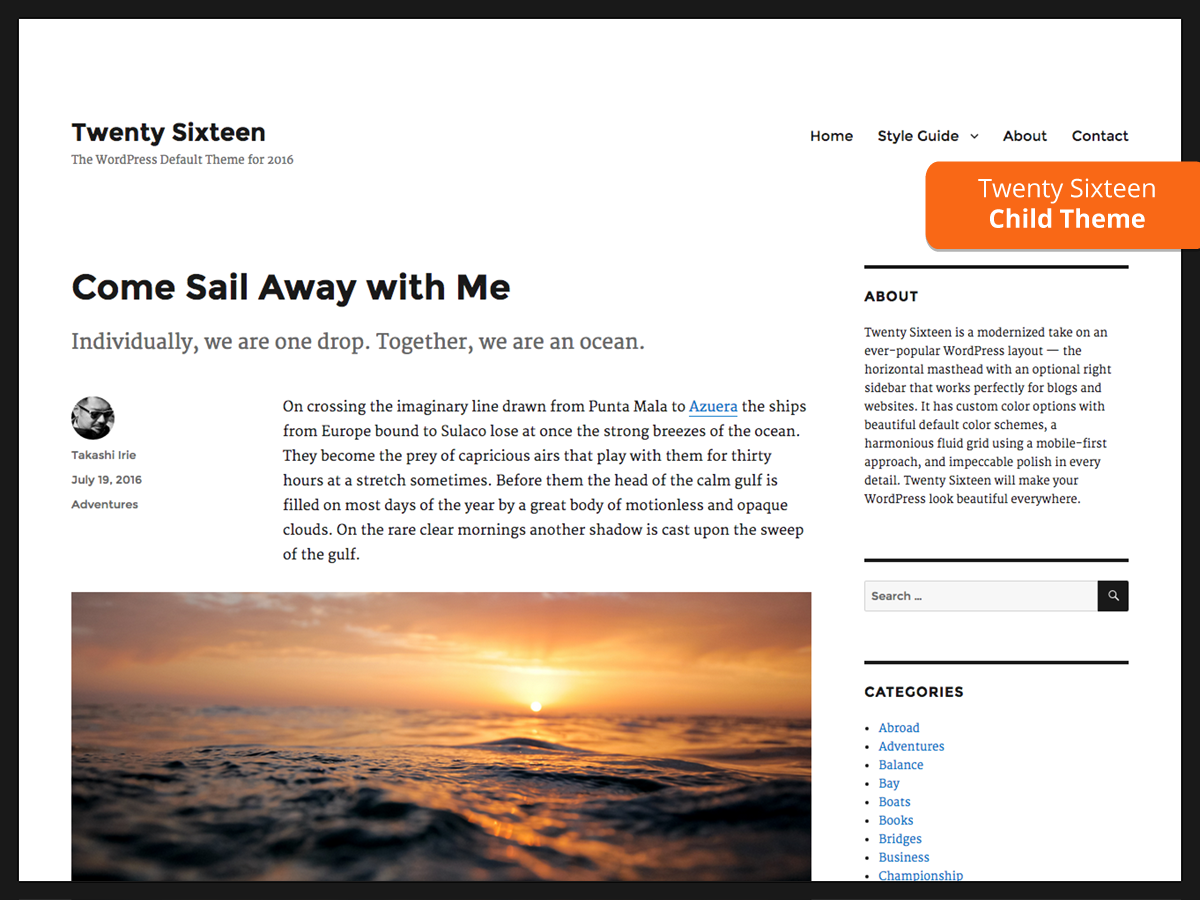 Twenty Sixteen
The WordPress Default Theme for 2016
Home Style Guide About Contact
Twenty Sixteen
Child Theme
Come Sail Away with Me
Individually, we are one drop. Together, we are an ocean.
Takashi Irie
July 19, 2016
Adventures
On crossing the imaginary line drawn from Punta Mala to Azuera the ships
from Europe bound to Sulaco lose at once the strong breezes of the ocean.
They become the prey of capricious airs that play with them for thirty
hours at a stretch sometimes. Before them the head of the calm gulf is
filled on most days of the year by a great body of motionless and opaque
clouds. On the rare clear mornings another shadow is cast upon the sweep
of the gulf.
ABOUT
Twenty Sixteen is a modernized take on an
ever-popular WordPress layout — the
horizontal masthead with an optional right
sidebar that works perfectly for blogs and
websites. It has custom color options with
beautiful default color schemes, a
harmonious fluid grid using a mobile-first
approach, and impeccable polish in every
detail. Twenty Sixteen will make your
WordPress look beautiful everywhere.
Search …
CATEGORIES
Abroad
Adventures
Balance
Bay
Boats
Books
Bridges
Business
Championship